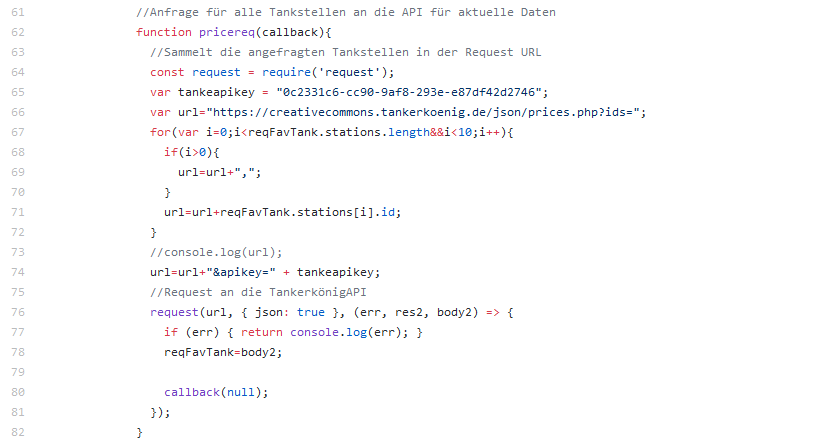 61 //Anfrage für alle Tankstellen an die API für aktuelle Daten
62 function pricereq(callback){
63 //Sammelt die angefragten Tankstellen in der Request URL
64 const request = require('request');
65 var tankeapikey = "0c2331c6-cc90-9af8-293e-e87df42d2746";
66 var url="https://creativecommons.tankerkoenig.de/json/prices.php?ids=";
67 for(var i=0;i<reqFavTank.stations.length&&i<10;i++){
68 if(i>0){
69 url=url+",";
70 }
71 url=url+reqFavTank.stations[i].id;
72 }
73 //console.log(url);
74 url=url+"&apikey=" + tankeapikey;
75 //Request an die TankerkönigAPI
76 request(url, { json: true }, (err, res2, body2) => {
77 if (err) { return console.log(err); }
78 reqFavTank=body2;
79
80 callback(null);
81 });
82 }